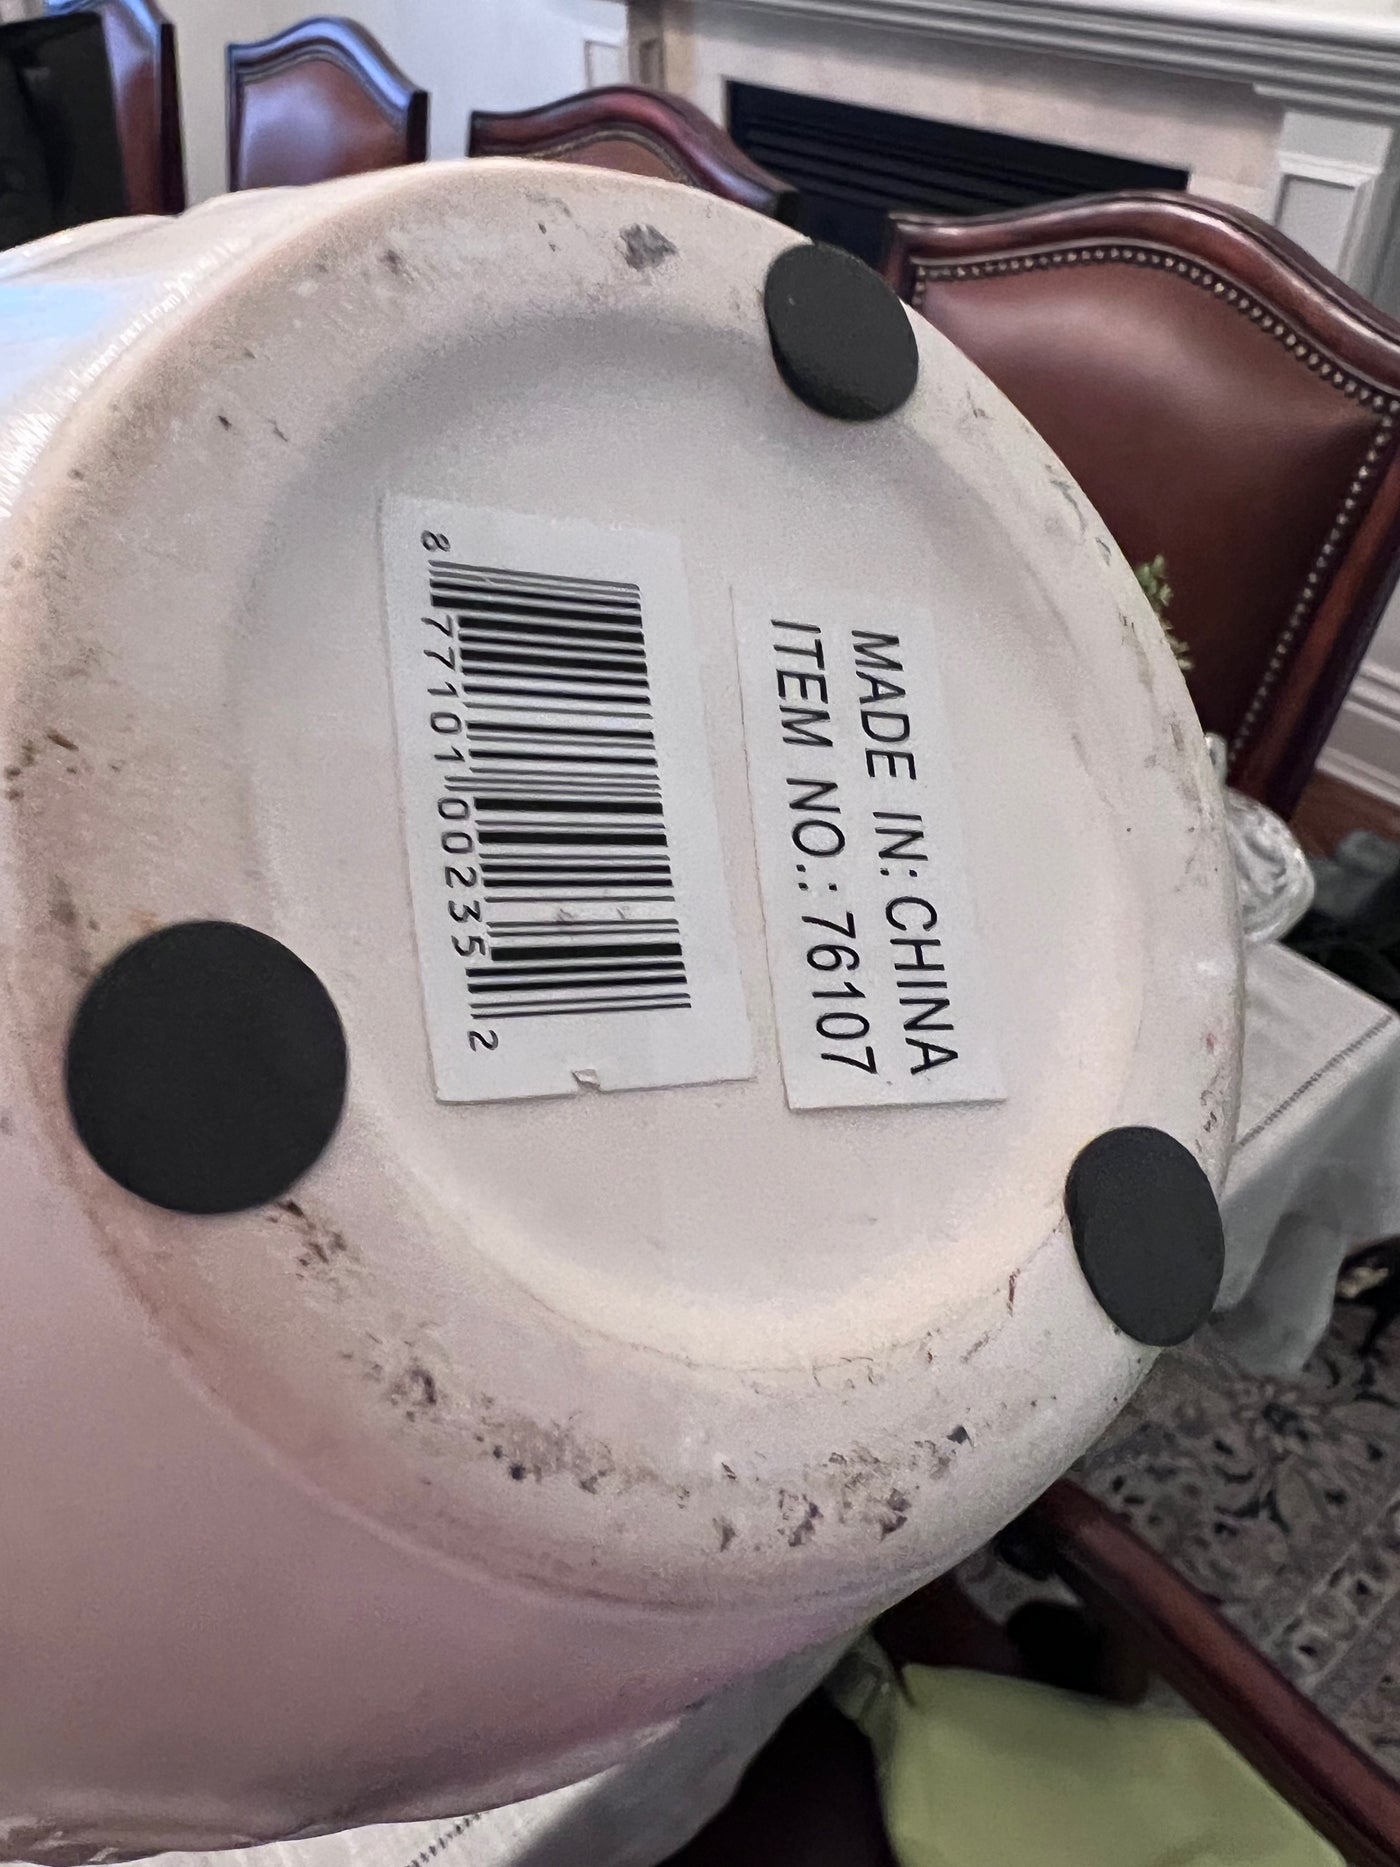 MADE IN: CHINA
ITEM NO.: 76107
8 77101 00235 2